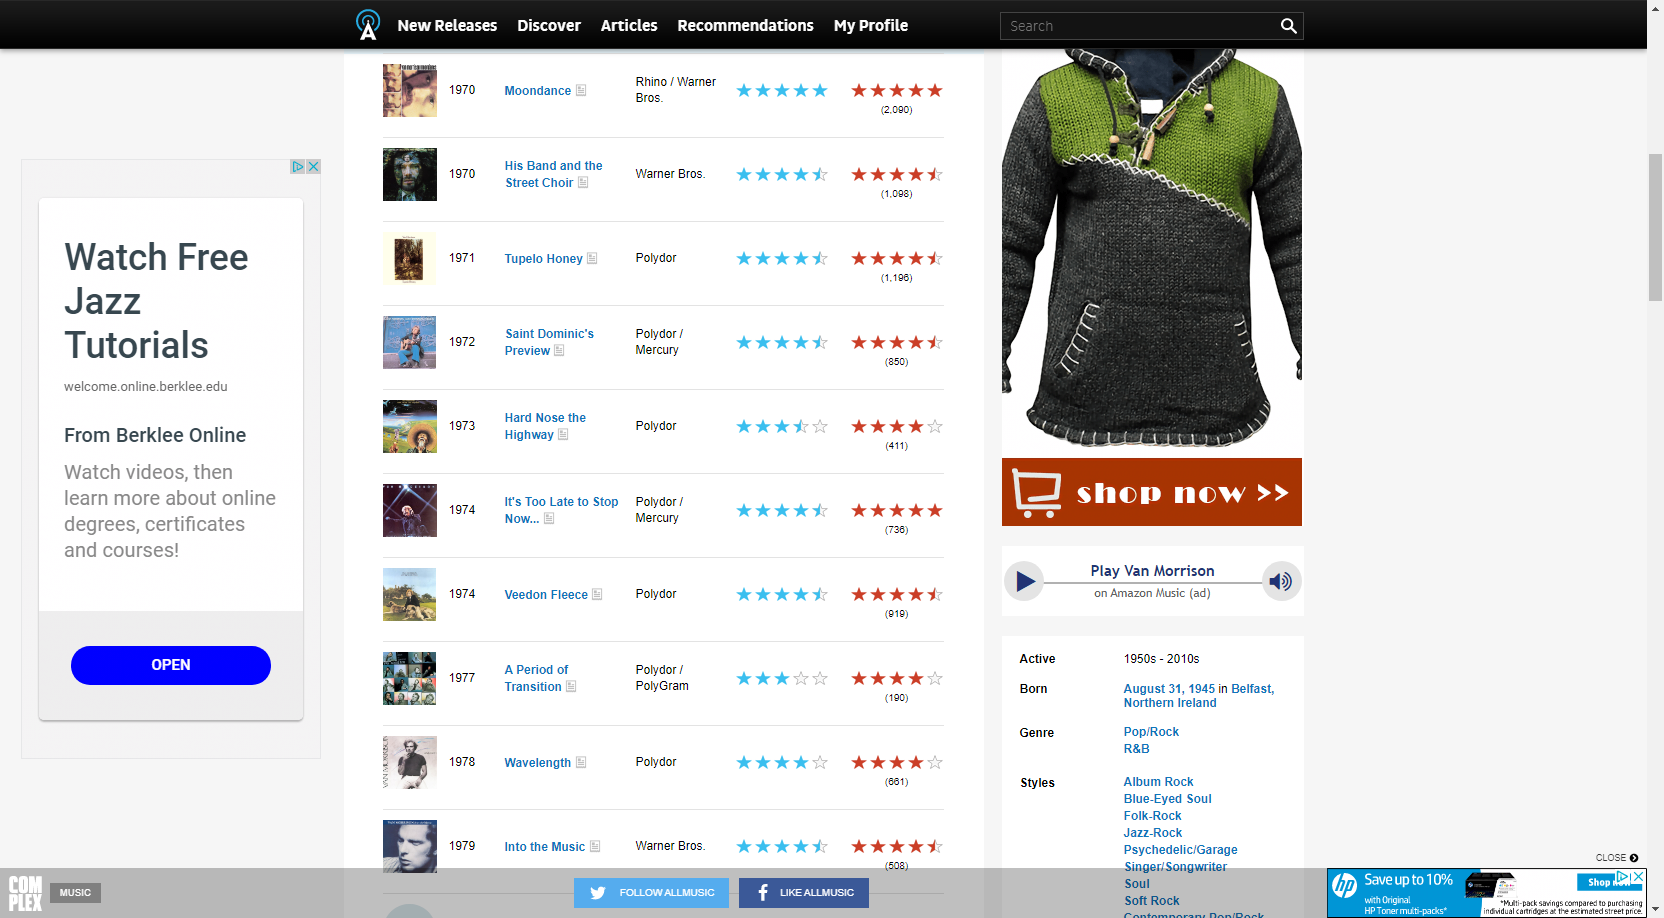 New Releases Discover Articles Recommendations My Profile Search
1970 Moondance Rhino / Warner Bros. (2,090)
1970 His Band and the Street Choir Warner Bros. (1,098)
1971 Tupelo Honey Polydor (1,196)
1972 Saint Dominic's Preview Polydor / Mercury (850)
1973 Hard Nose the Highway Polydor (411)
1974 It's Too Late to Stop Now... Polydor / Mercury (736)
1974 Veedon Fleece Polydor (919)
1977 A Period of Transition Polydor / PolyGram (190)
1978 Wavelength Polydor (661)
1979 Into the Music Warner Bros. (508)
Watch Free
Jazz
Tutorials
welcome.online.berklee.edu
From Berklee Online
Watch videos, then
learn more about online
degrees, certificates
and courses!
OPEN
shop now >>
Play Van Morrison
on Amazon Music (ad)
Active 1950s - 2010s
Born August 31, 1945 in Belfast,
Northern Ireland
Genre Pop/Rock
R&B
Styles Album Rock
Blue-Eyed Soul
Folk-Rock
Jazz-Rock
Psychedelic/Garage
Singer/Songwriter
Soul
Soft Rock
Contemporary Pop/Rock
CLOSE
COMPLEX MUSIC
FOLLOW ALLMUSIC LIKE ALLMUSIC
hp Save up to 10%
with Original
HP Toner multi-packs*
Shop
*Multi-pack savings compared to purchasing
individual cartridges at the estimated street price.